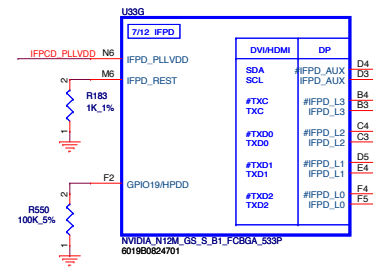 U33G
7/12 IFPD
IFPCD_PLLVDD N6 IFPD_PLLVDD
DVI/HDMI DP
SDA #IFPD_AUX D4
SCL IFPD_AUX D3
M6 IFPD_REST
2
R183
1K_1%
1
#TXC #IFPD_L3 B4
TXC IFPD_L3 B3
#TXD0 #IFPD_L2 C4
TXD0 IFPD_L2 C3
#TXD1 #IFPD_L1 D5
TXD1 IFPD_L1 E4
F2 GPIO19/HPDD
#TXD2 #IFPD_L0 F4
TXD2 IFPD_L0 F5
2
R550
100K_5%
1
NVIDIA_N12M_GS_S_B1_FCBGA_533P
6019B0824701